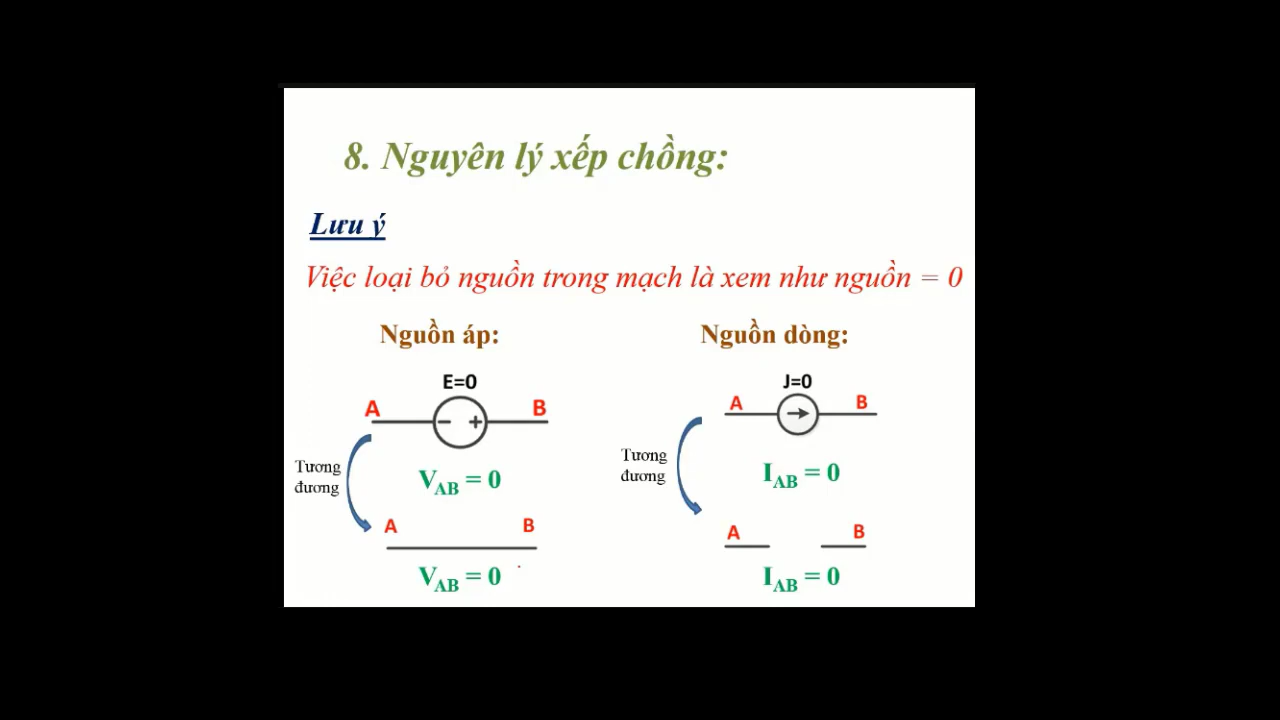 8. Nguyên lý xếp chồng:
Lưu ý
Việc loại bỏ nguồn trong mạch là xem như nguồn = 0
Nguồn áp:
E=0
A
B
- +
Tương
đương
VAB = 0
A
B
VAB = 0
Nguồn dòng:
J=0
A
B
Tương
đương
IAB = 0
A
B
IAB = 0